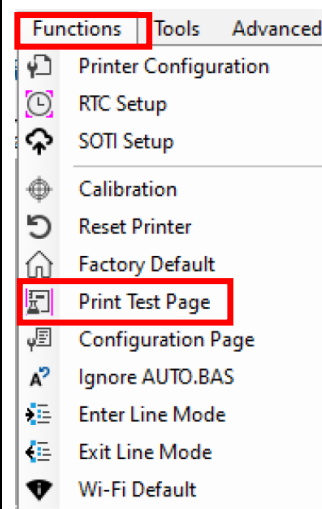 Functions Tools Advanced
Printer Configuration
RTC Setup
SOTI Setup
Calibration
Reset Printer
Factory Default
Print Test Page
Configuration Page
Ignore AUTO.BAS
Enter Line Mode
Exit Line Mode
Wi-Fi Default